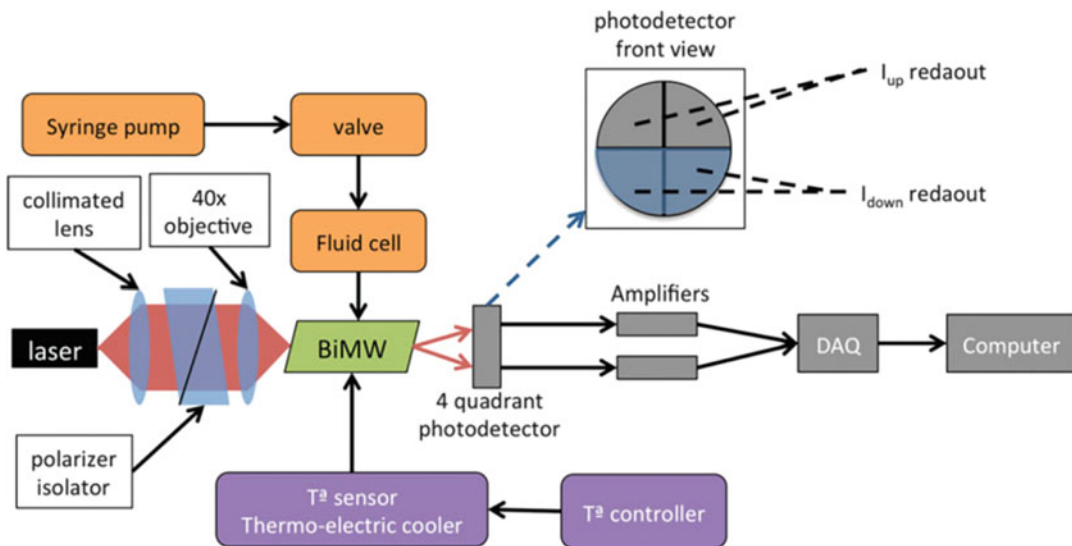 photodetector
front view
I_up redaout
I_down redaout
Syringe pump
valve
collimated
lens
40x
objective
Fluid cell
laser
BiMW
Amplifiers
DAQ
Computer
4 quadrant
photodetector
polarizer
isolator
Tª sensor
Thermo-electric cooler
Tª controller